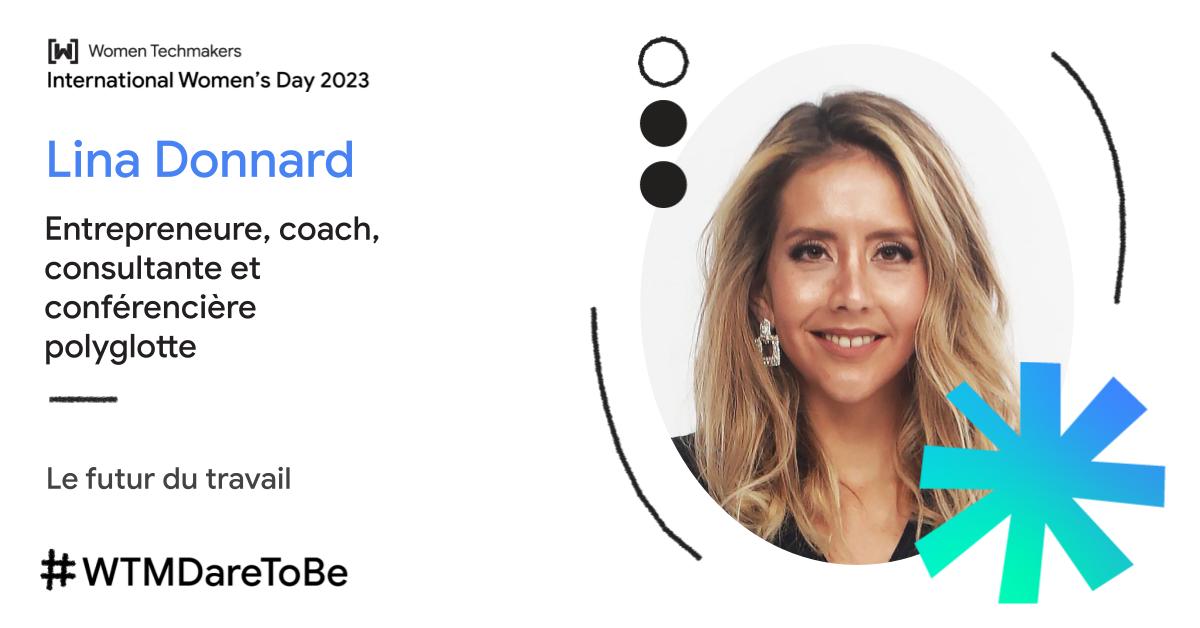 [W] Women Techmakers
International Women's Day 2023
Lina Donnard
Entrepreneure, coach,
consultante et
conférencière
polyglotte
Le futur du travail
#WTMDareToBe